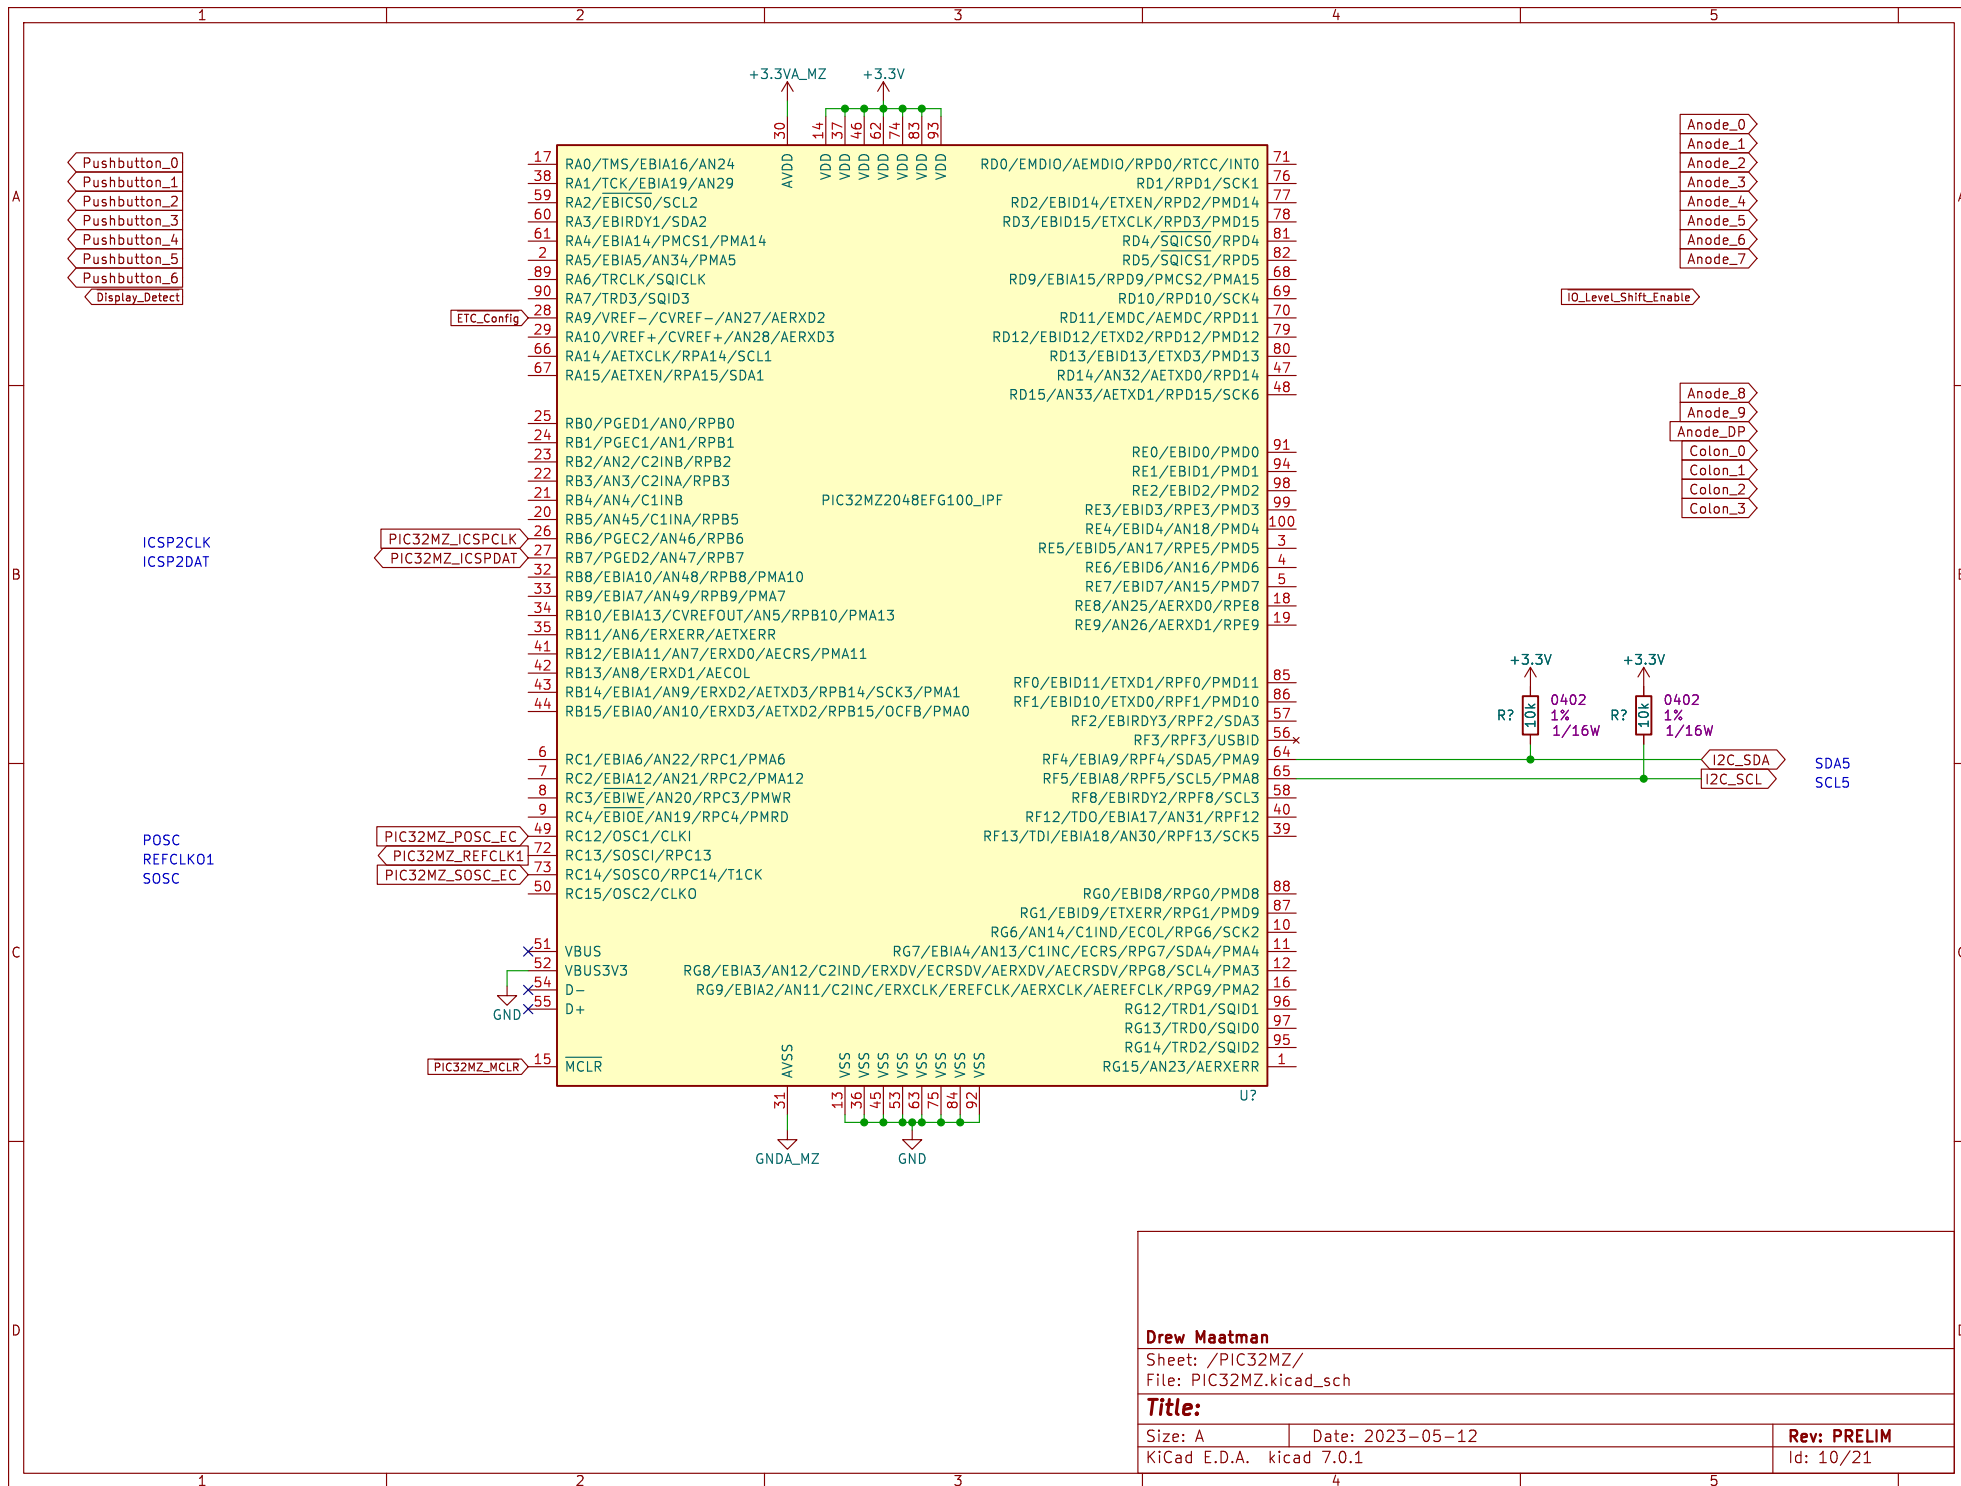 1 2 3 4 5
A
B
C
D
+3.3VA_MZ
+3.3V
30 14 37 46 62 74 83 93
AVDD VDD VDD VDD VDD VDD VDD
Pushbutton_0
Pushbutton_1
Pushbutton_2
Pushbutton_3
Pushbutton_4
Pushbutton_5
Pushbutton_6
Display_Detect
ETC_Config
ICSP2CLK
ICSP2DAT
PIC32MZ_ICSPCLK
PIC32MZ_ICSPDAT
POSC
REFCLKO1
SOSC
PIC32MZ_POSC_EC
PIC32MZ_REFCLK1
PIC32MZ_SOSC_EC
GND
PIC32MZ_MCLR
17 RA0/TMS/EBIA16/AN24
38 RA1/TCK/EBIA19/AN29
59 RA2/EBICS0/SCL2
60 RA3/EBIRDY1/SDA2
61 RA4/EBIA14/PMCS1/PMA14
2 RA5/EBIA5/AN34/PMA5
89 RA6/TRCLK/SQICLK
90 RA7/TRD3/SQID3
28 RA9/VREF-/CVREF-/AN27/AERXD2
29 RA10/VREF+/CVREF+/AN28/AERXD3
66 RA14/AETXCLK/RPA14/SCL1
67 RA15/AETXEN/RPA15/SDA1
25 RB0/PGED1/AN0/RPB0
24 RB1/PGEC1/AN1/RPB1
23 RB2/AN2/C2INB/RPB2
22 RB3/AN3/C2INA/RPB3
21 RB4/AN4/C1INB
20 RB5/AN45/C1INA/RPB5
26 RB6/PGEC2/AN46/RPB6
27 RB7/PGED2/AN47/RPB7
32 RB8/EBIA10/AN48/RPB8/PMA10
33 RB9/EBIA7/AN49/RPB9/PMA7
34 RB10/EBIA13/CVREFOUT/AN5/RPB10/PMA13
35 RB11/AN6/ERXERR/AETXERR
41 RB12/EBIA11/AN7/ERXD0/AECRS/PMA11
42 RB13/AN8/ERXD1/AECOL
43 RB14/EBIA1/AN9/ERXD2/AETXD3/RPB14/SCK3/PMA1
44 RB15/EBIA0/AN10/ERXD3/AETXD2/RPB15/OCFB/PMA0
6 RC1/EBIA6/AN22/RPC1/PMA6
7 RC2/EBIA12/AN21/RPC2/PMA12
8 RC3/EBIWE/AN20/RPC3/PMWR
9 RC4/EBIOE/AN19/RPC4/PMRD
49 RC12/OSC1/CLKI
72 RC13/SOSCI/RPC13
73 RC14/SOSCO/RPC14/T1CK
50 RC15/OSC2/CLKO
51 VBUS
52 VBUS3V3
54 D-
55 D+
15 MCLR
PIC32MZ2048EFG100_IPF
RD0/EMDIO/AEMDIO/RPD0/RTCC/INT0 71
RD1/RPD1/SCK1 76
RD2/EBID14/ETXEN/RPD2/PMD14 77
RD3/EBID15/ETXCLK/RPD3/PMD15 78
RD4/SQICS0/RPD4 81
RD5/SQICS1/RPD5 82
RD9/EBIA15/RPD9/PMCS2/PMA15 68
RD10/RPD10/SCK4 69
RD11/EMDC/AEMDC/RPD11 70
RD12/EBID12/ETXD2/RPD12/PMD12 79
RD13/EBID13/ETXD3/PMD13 80
RD14/AN32/AETXD0/RPD14 47
RD15/AN33/AETXD1/RPD15/SCK6 48
RE0/EBID0/PMD0 91
RE1/EBID1/PMD1 94
RE2/EBID2/PMD2 98
RE3/EBID3/RPE3/PMD3 99
RE4/EBID4/AN18/PMD4 100
RE5/EBID5/AN17/RPE5/PMD5 3
RE6/EBID6/AN16/PMD6 4
RE7/EBID7/AN15/PMD7 5
RE8/AN25/AERXD0/RPE8 18
RE9/AN26/AERXD1/RPE9 19
RF0/EBID11/ETXD1/RPF0/PMD11 85
RF1/EBID10/ETXD0/RPF1/PMD10 86
RF2/EBIRDY3/RPF2/SDA3 57
RF3/RPF3/USBID 56
RF4/EBIA9/RPF4/SDA5/PMA9 64
RF5/EBIA8/RPF5/SCL5/PMA8 65
RF8/EBIRDY2/RPF8/SCL3 58
RF12/TDO/EBIA17/AN31/RPF12 40
RF13/TDI/EBIA18/AN30/RPF13/SCK5 39
RG0/EBID8/RPG0/PMD8 88
RG1/EBID9/ETXERR/RPG1/PMD9 87
RG6/AN14/C1IND/ECOL/RPG6/SCK2 10
RG7/EBIA4/AN13/C1INC/ECRS/RPG7/SDA4/PMA4 11
RG8/EBIA3/AN12/C2IND/ERXDV/ECRSDV/AERXDV/AECRSDV/RPG8/SCL4/PMA3 12
RG9/EBIA2/AN11/C2INC/ERXCLK/EREFCLK/AERXCLK/AEREFCLK/RPG9/PMA2 16
RG12/TRD1/SQID1 96
RG13/TRD0/SQID0 97
RG14/TRD2/SQID2 95
RG15/AN23/AERXERR 1
U?
AVSS VSS VSS VSS VSS VSS VSS VSS VSS
31 13 36 45 53 63 75 84 92
GNDA_MZ
GND
Anode_0
Anode_1
Anode_2
Anode_3
Anode_4
Anode_5
Anode_6
Anode_7
IO_Level_Shift_Enable
Anode_8
Anode_9
Anode_DP
Colon_0
Colon_1
Colon_2
Colon_3
+3.3V
R?
10k
0402
1%
1/16W
+3.3V
R?
10k
0402
1%
1/16W
I2C_SDA
SDA5
I2C_SCL
SCL5
Drew Maatman
Sheet: /PIC32MZ/
File: PIC32MZ.kicad_sch
Title:
Size: A
Date: 2023-05-12
Rev: PRELIM
KiCad E.D.A. kicad 7.0.1
Id: 10/21
1 2 3 4 5